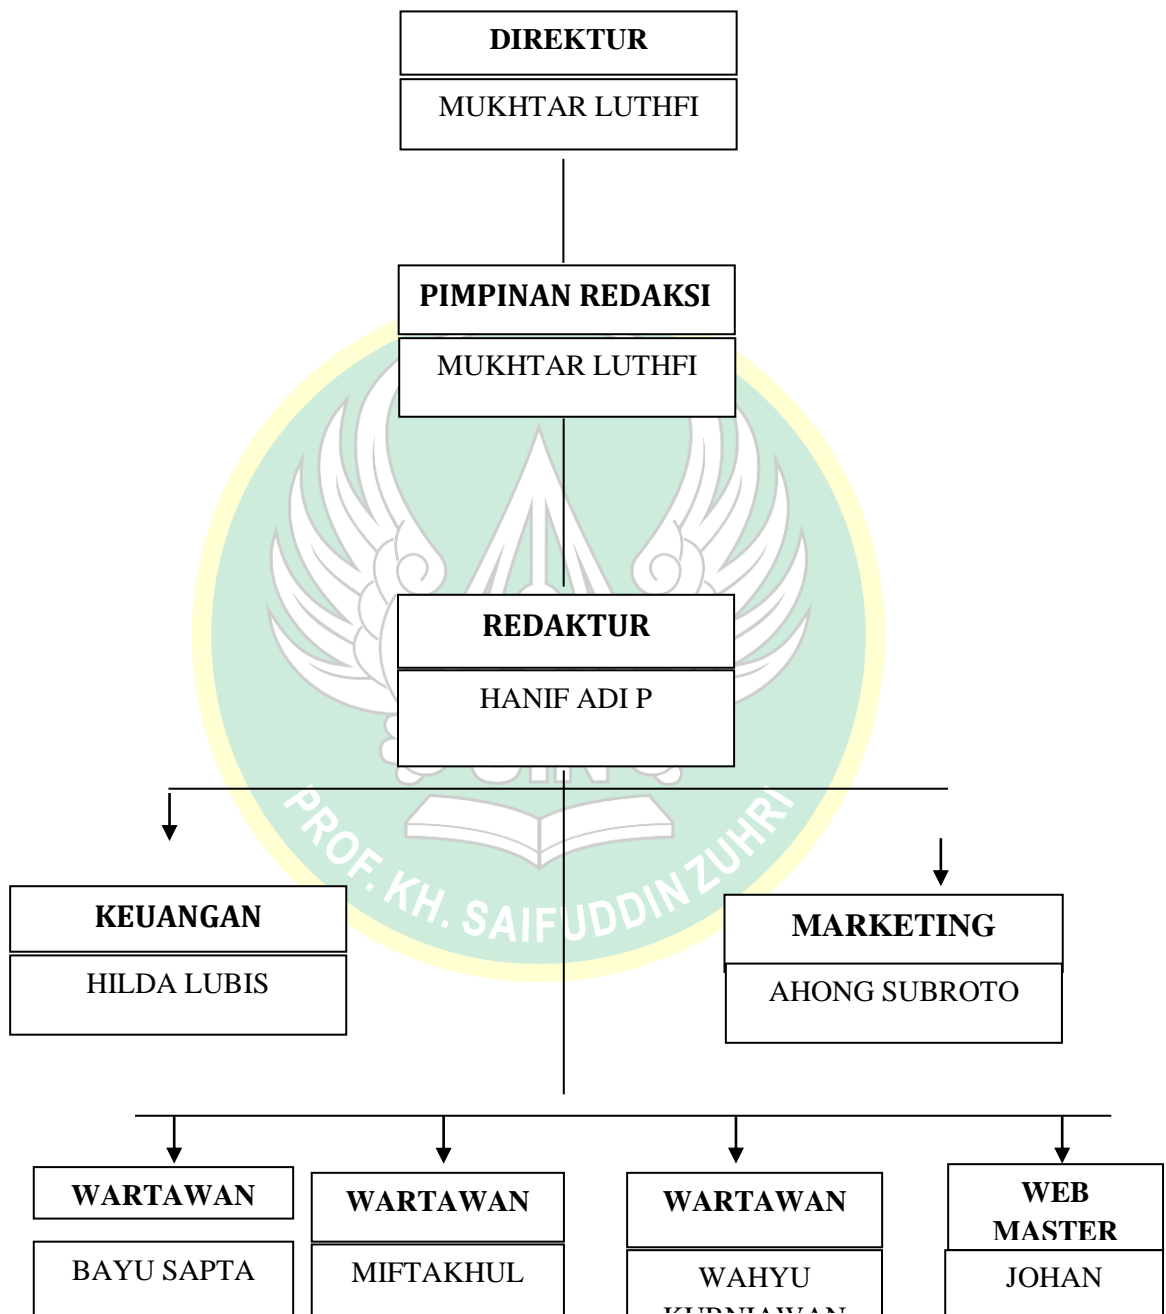 DIREKTUR
MUKHTAR LUTHFI
PIMPINAN REDAKSI
MUKHTAR LUTHFI
REDAKTUR
HANIF ADI P
PROF. KH. SAIFUDDIN ZUHRI
KEUANGAN
HILDA LUBIS
MARKETING
AHONG SUBROTO
WARTAWAN
BAYU SAPTA
WARTAWAN
MIFTAKHUL
WARTAWAN
WAHYU
KURNIAWAN
WEB
MASTER
JOHAN